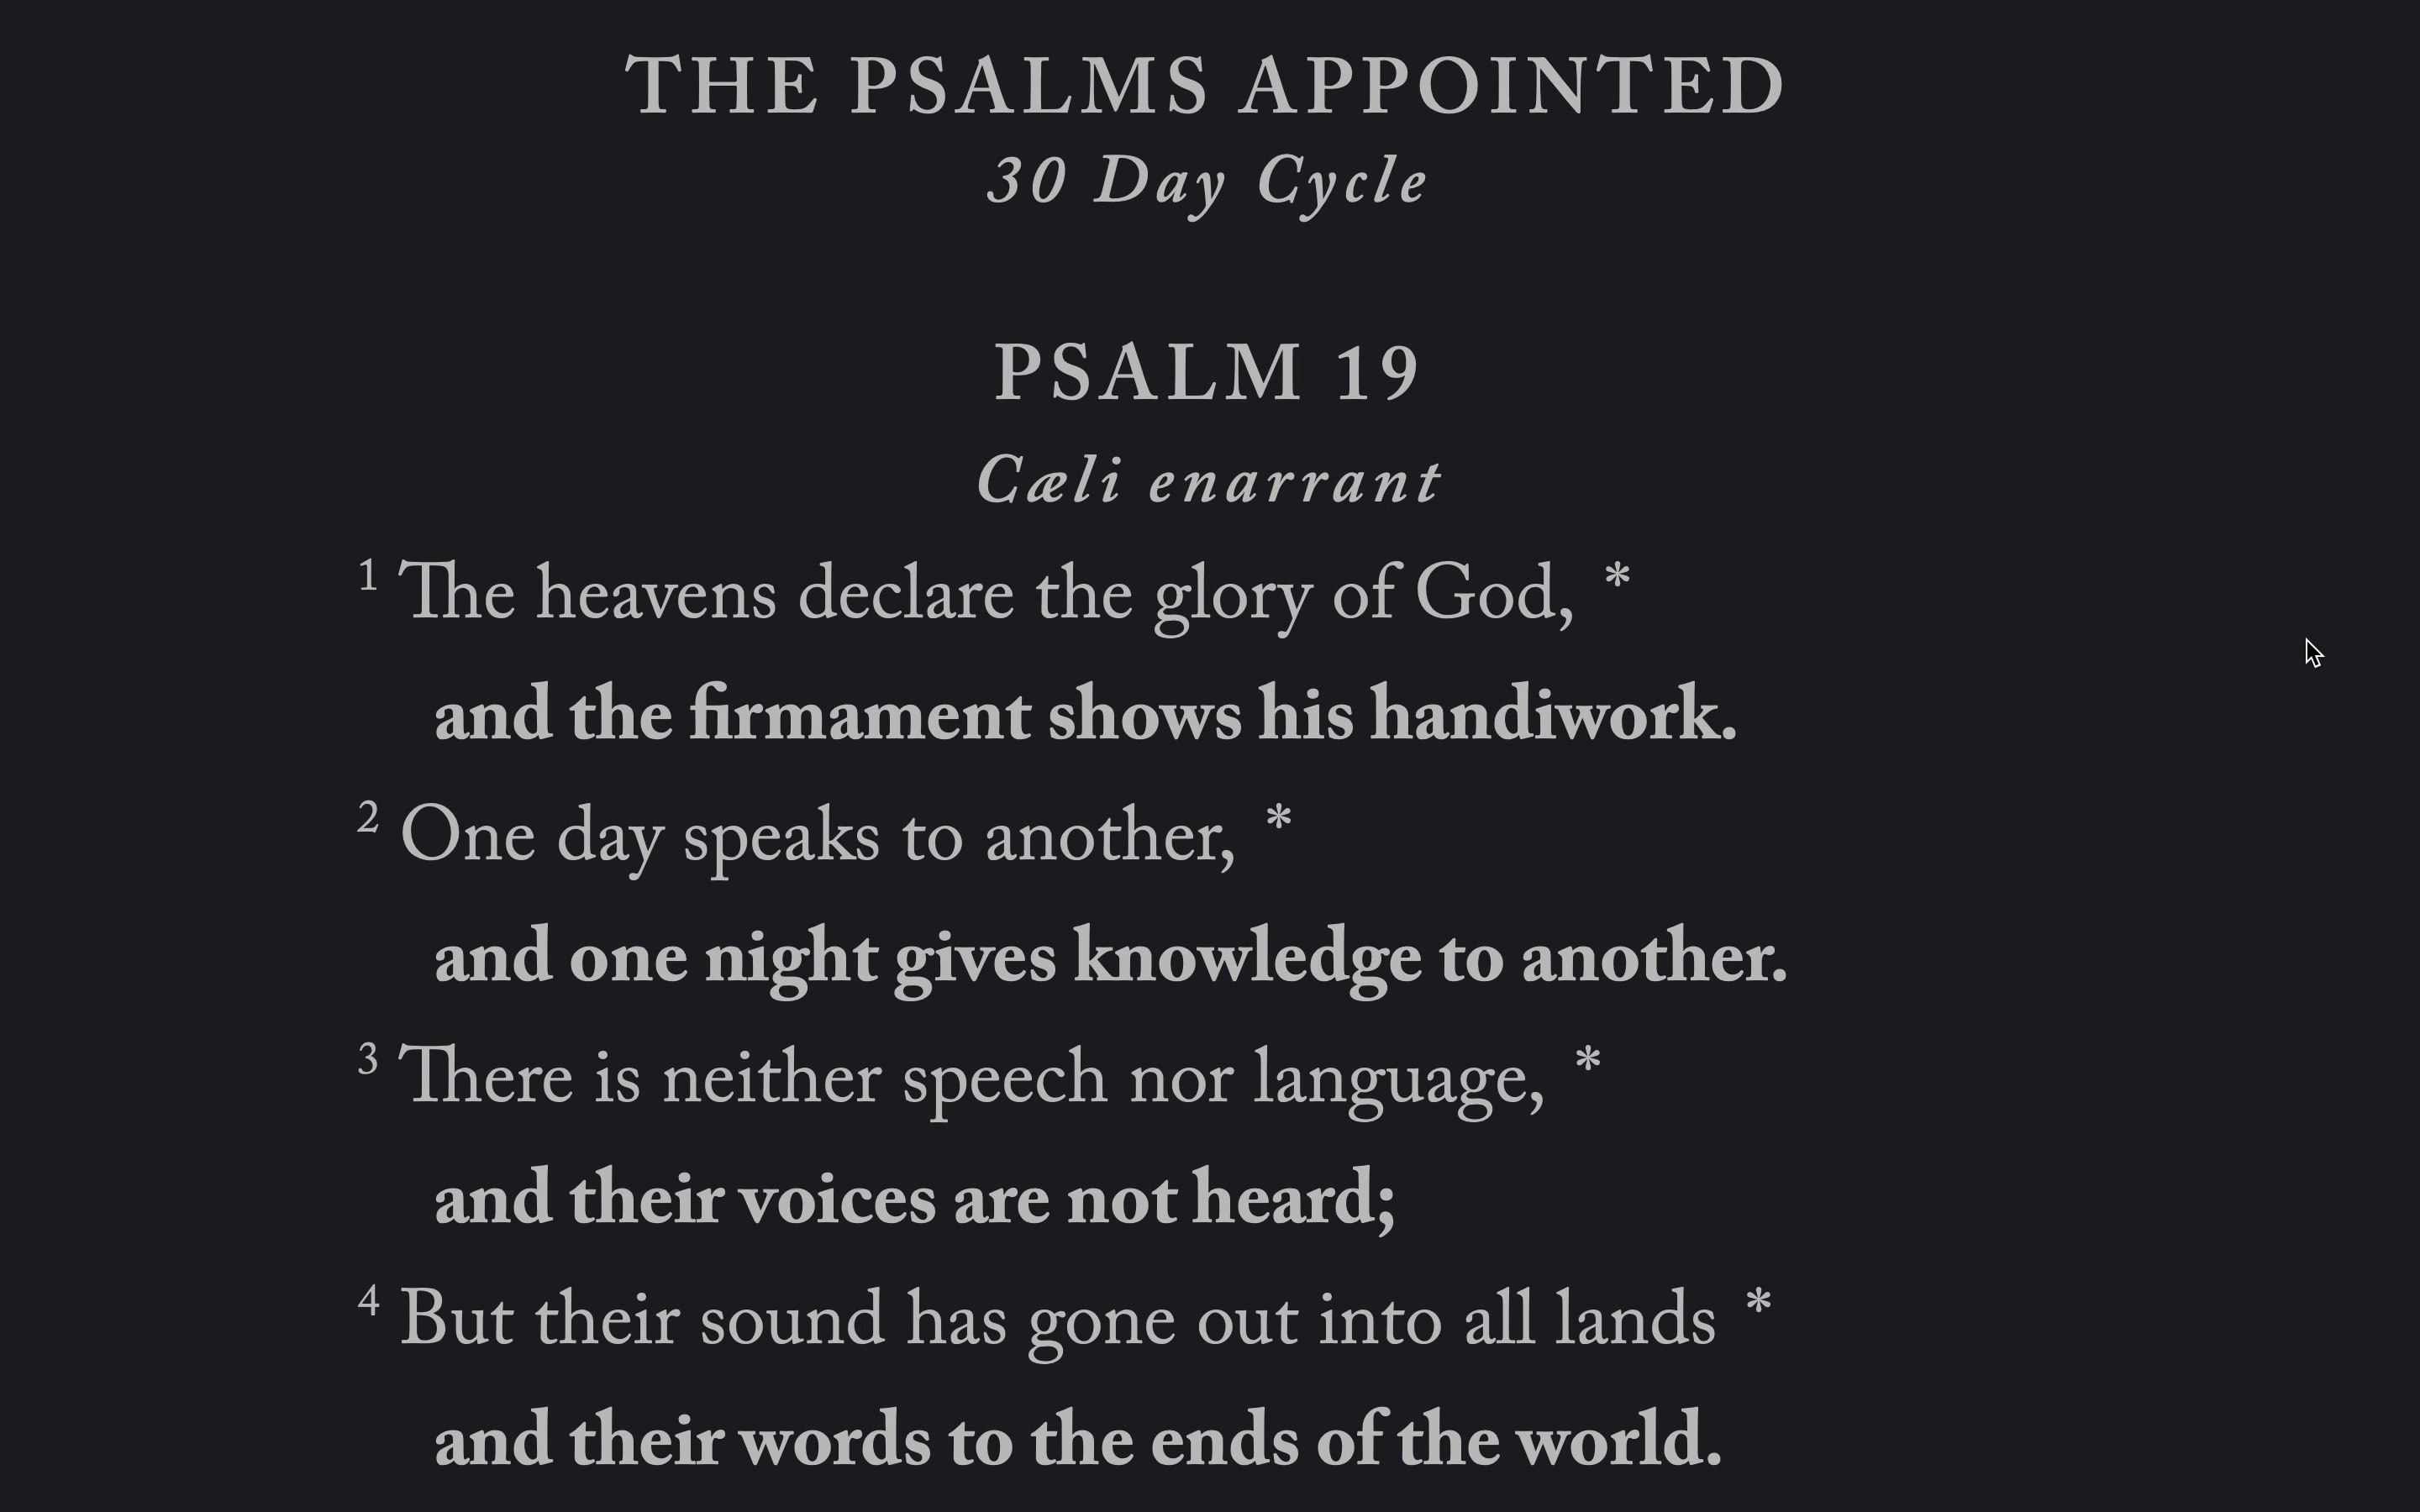 THE PSALMS APPOINTED
30 Day Cycle
PSALM 19
Cæli enarrant
1 The heavens declare the glory of God, *
and the firmament shows his handiwork.
2 One day speaks to another, *
and one night gives knowledge to another.
3 There is neither speech nor language, *
and their voices are not heard;
4 But their sound has gone out into all lands *
and their words to the ends of the world.